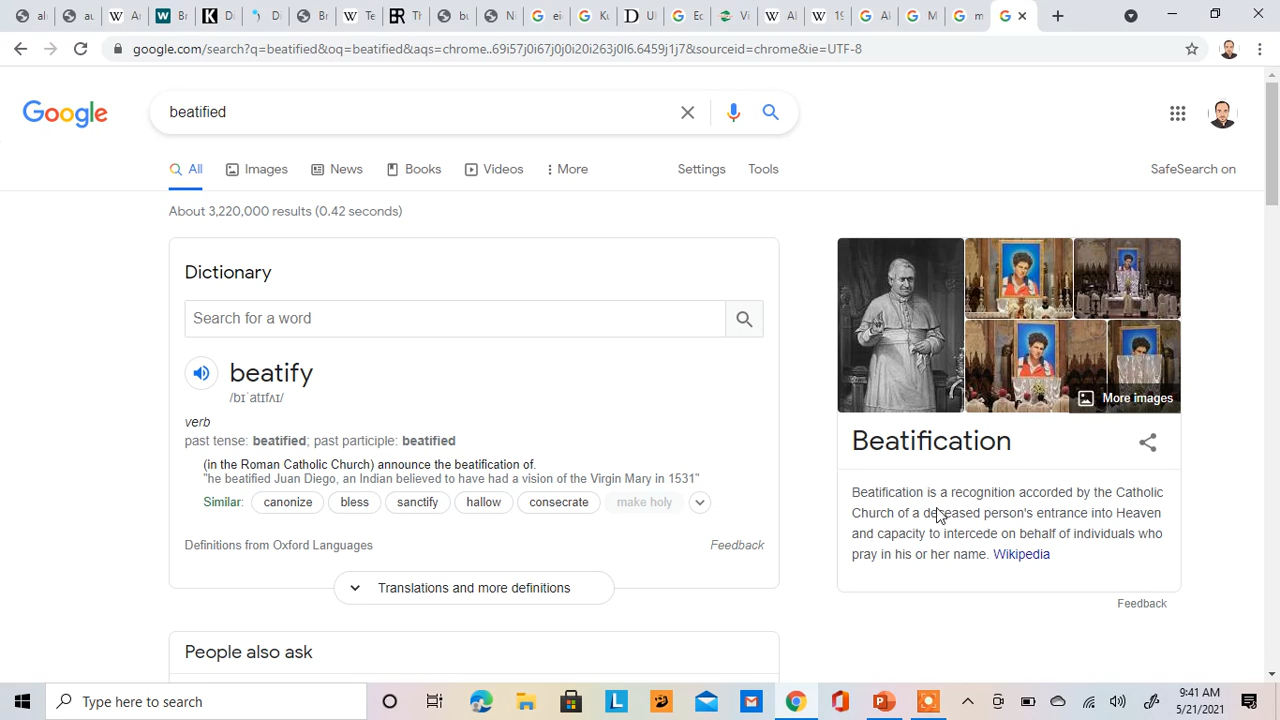 google.com/search?q=beatified&oq=beatified&aqs=chrome..69i57j0i67j0j0i20i263j0l6.6459j1j7&sourceid=chrome&ie=UTF-8
Google
beatified
All Images News Books Videos More Settings Tools SafeSearch on
About 3,220,000 results (0.42 seconds)
Dictionary
Search for a word
beatify
/bɪˈatɪfʌɪ/
verb
past tense: beatified; past participle: beatified
(in the Roman Catholic Church) announce the beatification of.
"he beatified Juan Diego, an Indian believed to have had a vision of the Virgin Mary in 1531"
Similar: canonize bless sanctify hallow consecrate make holy
Definitions from Oxford Languages Feedback
Translations and more definitions
People also ask
More images
Beatification
Beatification is a recognition accorded by the Catholic
Church of a deceased person's entrance into Heaven
and capacity to intercede on behalf of individuals who
pray in his or her name. Wikipedia
Feedback
Type here to search
9:41 AM
5/21/2021